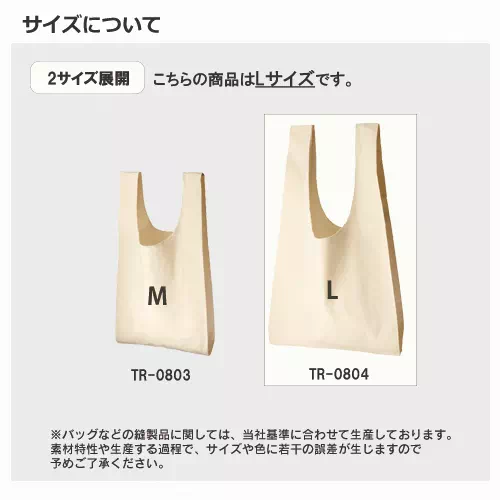 サイズについて
2サイズ展開 こちらの商品はLサイズです。
M
L
TR-0803
TR-0804
※バッグなどの縫製品に関しては、当社基準に合わせて生産しております。
素材特性や生産する過程で、サイズや色に若干の誤差が生じますので
予めご了承ください。